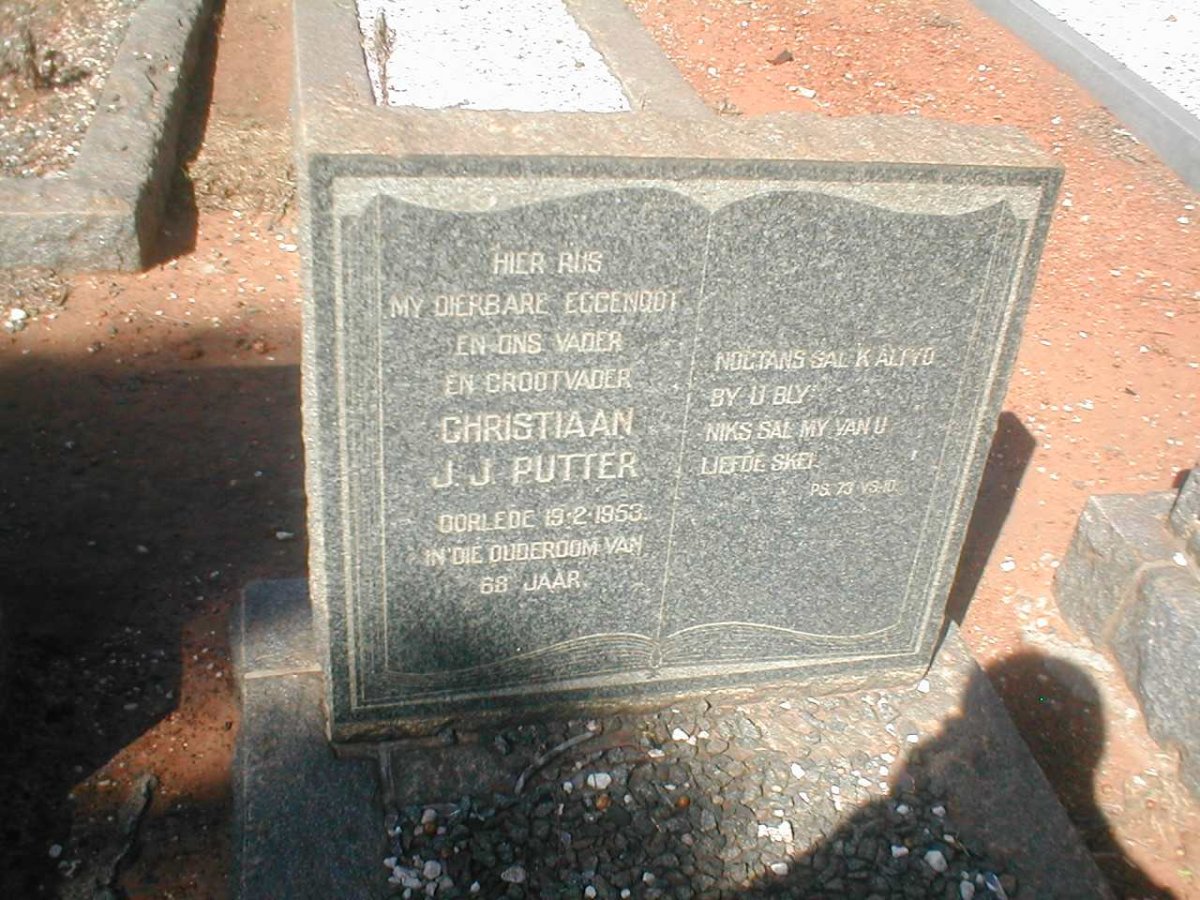 HIER RUS
MY DIERBARE EGGENOOT
EN ONS VADER
EN GROOTVADER
CHRISTIAAN
J. J. PUTTER
OORLEDE 19·2·1953.
IN DIE OUDERDOM VAN
68 JAAR.
NOGTANS SAL K ALTYD
BY U BLY
NIKS SAL MY VAN U
LIEFDE SKEI.
PS. 73 VS·10.